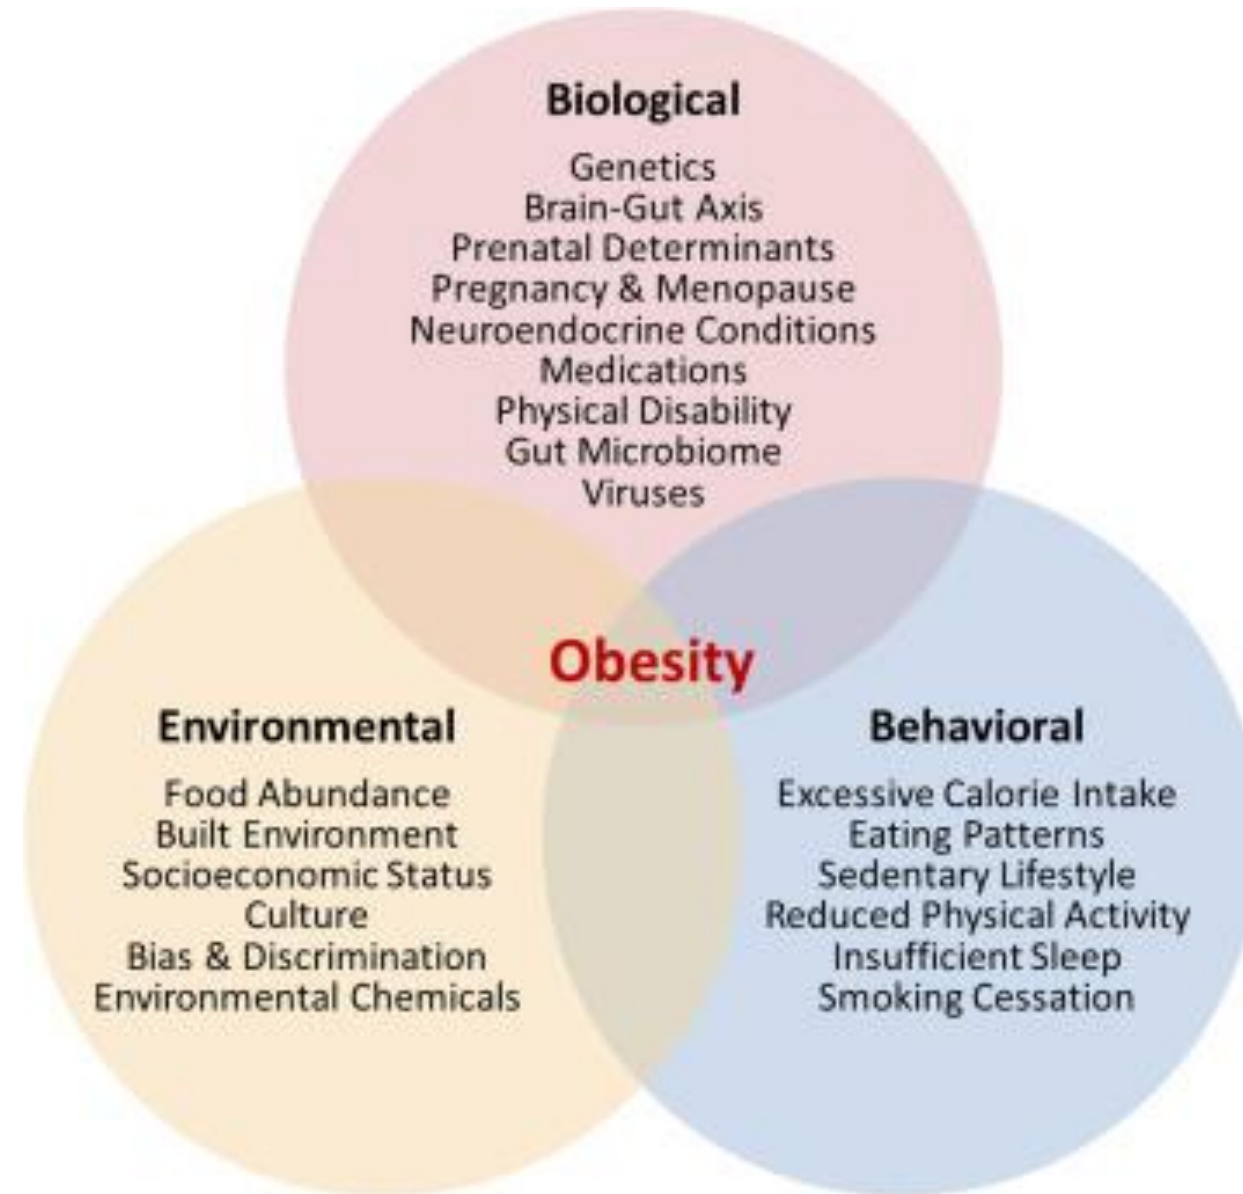 Biological
Genetics
Brain-Gut Axis
Prenatal Determinants
Pregnancy & Menopause
Neuroendocrine Conditions
Medications
Physical Disability
Gut Microbiome
Viruses
Obesity
Environmental
Food Abundance
Built Environment
Socioeconomic Status
Culture
Bias & Discrimination
Environmental Chemicals
Behavioral
Excessive Calorie Intake
Eating Patterns
Sedentary Lifestyle
Reduced Physical Activity
Insufficient Sleep
Smoking Cessation